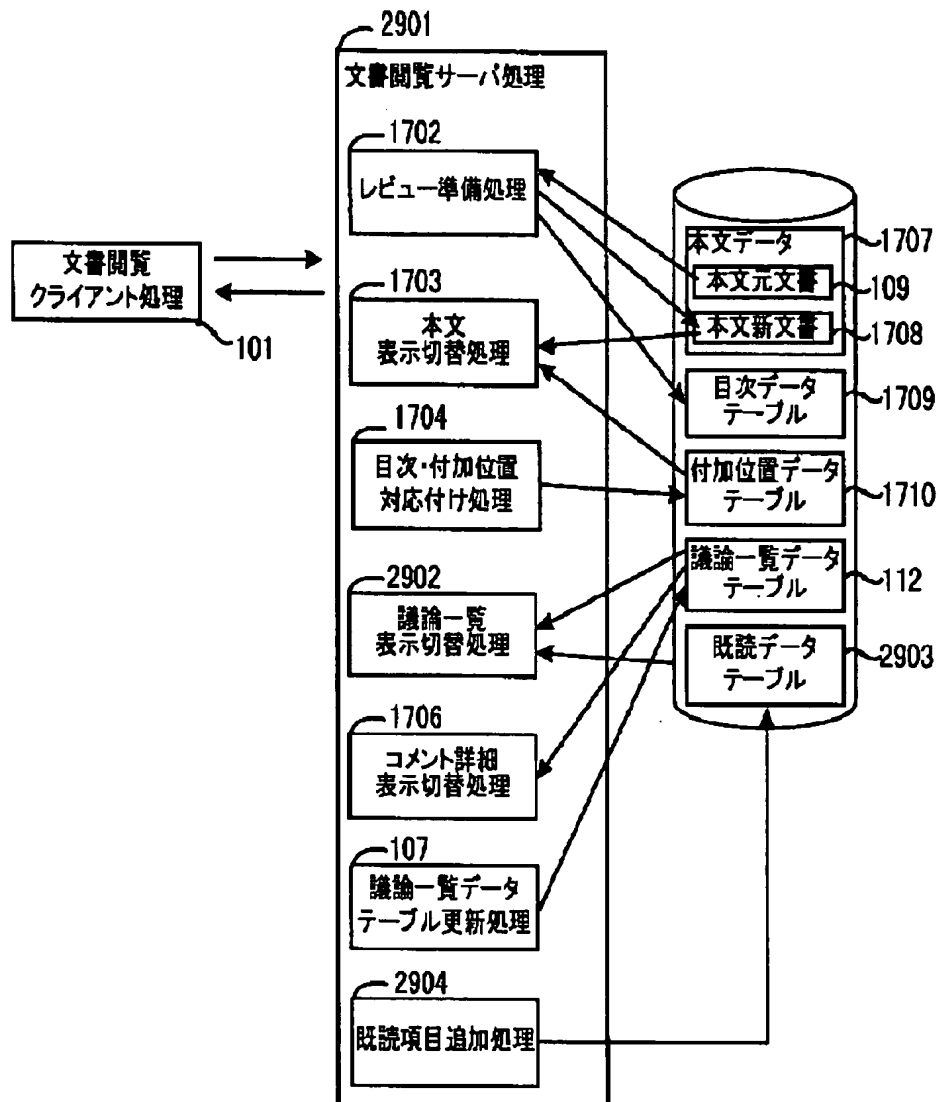 2901
文書閲覧サーバ処理
1702
レビュー準備処理
文書閲覧
クライアント処理
101
1703
本文
表示切替処理
1704
目次・付加位置
対応付け処理
2902
議論一覧
表示切替処理
1706
コメント詳細
表示切替処理
107
議論一覧データ
テーブル更新処理
2904
既読項目追加処理
本文データ
1707
本文元文書
109
本文新文書
1708
目次データ
テーブル
1709
付加位置データ
テーブル
1710
議論一覧データ
テーブル
112
既読データ
テーブル
2903